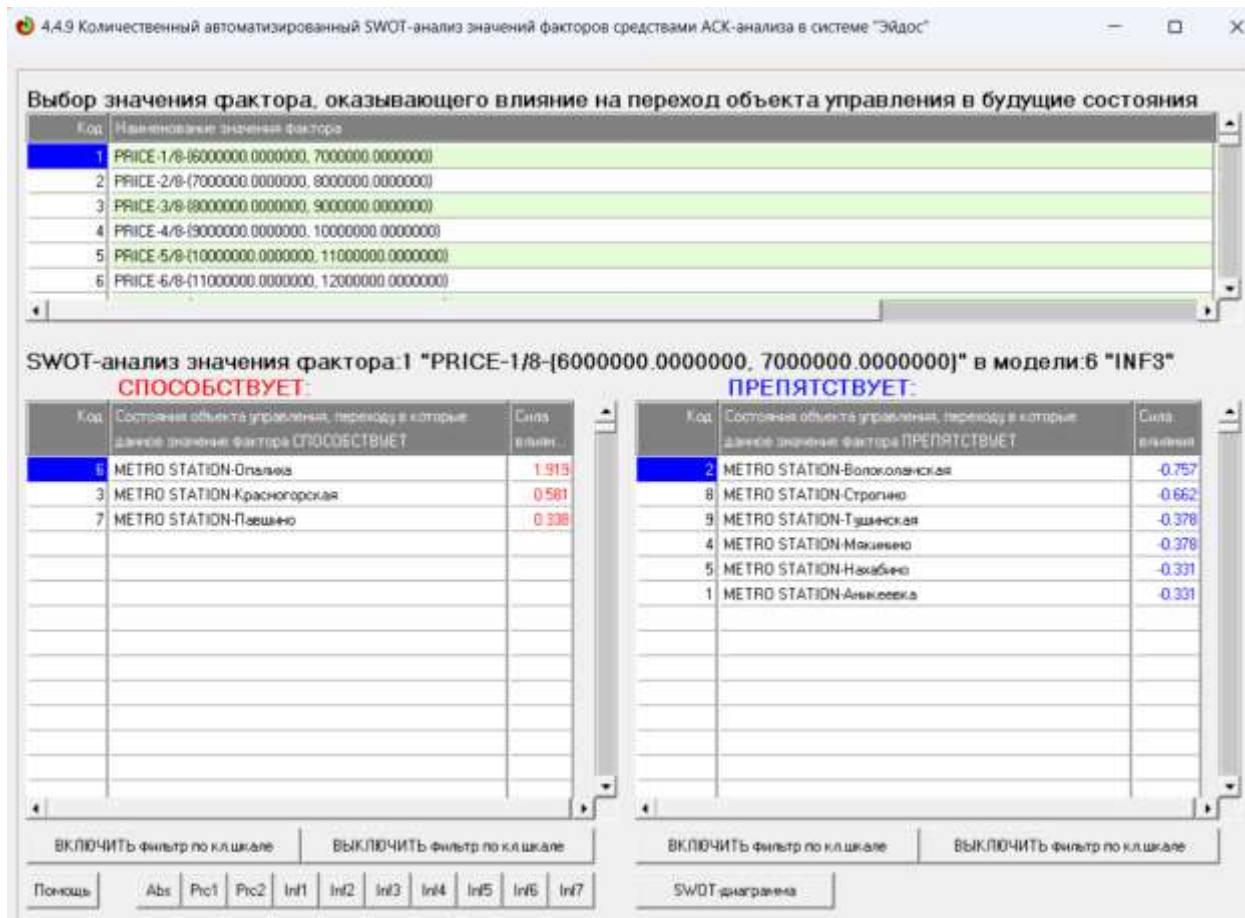 4.4.9 Количественный автоматизированный SWOT-анализ значений факторов средствами АСК-анализа в системе "Эйдос"
Выбор значения фактора, оказывающего влияние на переход объекта управления в будущие состояния
Код Наименование значения фактора
1 PRICE-1/8-{6000000.0000000, 7000000.0000000}
2 PRICE-2/8-{7000000.0000000, 8000000.0000000}
3 PRICE-3/8-{8000000.0000000, 9000000.0000000}
4 PRICE-4/8-{9000000.0000000, 10000000.0000000}
5 PRICE-5/8-{10000000.0000000, 11000000.0000000}
6 PRICE-6/8-{11000000.0000000, 12000000.0000000}
SWOT-анализ значения фактора:1 "PRICE-1/8-{6000000.0000000, 7000000.0000000}" в модели:6 "INF3"
СПОСОБСТВУЕТ:
Код Состояния объекта управления, переходу в которые Сила
данное значение фактора СПОСОБСТВУЕТ влиян...
6 METRO STATION-Опалиха 1.919
3 METRO STATION-Красногорская 0.581
7 METRO STATION-Павшино 0.338
ПРЕПЯТСТВУЕТ:
Код Состояния объекта управления, переходу в которые Сила
данное значение фактора ПРЕПЯТСТВУЕТ влияния
2 METRO STATION-Волоколамская -0.757
8 METRO STATION-Строгино -0.662
9 METRO STATION-Тушинская -0.378
4 METRO STATION-Мякинино -0.378
5 METRO STATION-Нахабино -0.331
1 METRO STATION-Аникеевка -0.331
ВКЛЮЧИТЬ фильтр по кл.шкале ВЫКЛЮЧИТЬ фильтр по кл.шкале ВКЛЮЧИТЬ фильтр по кл.шкале ВЫКЛЮЧИТЬ фильтр по кл.шкале
Помощь Abs Prc1 Prc2 Inf1 Inf2 Inf3 Inf4 Inf5 Inf6 Inf7 SWOT-диаграмма